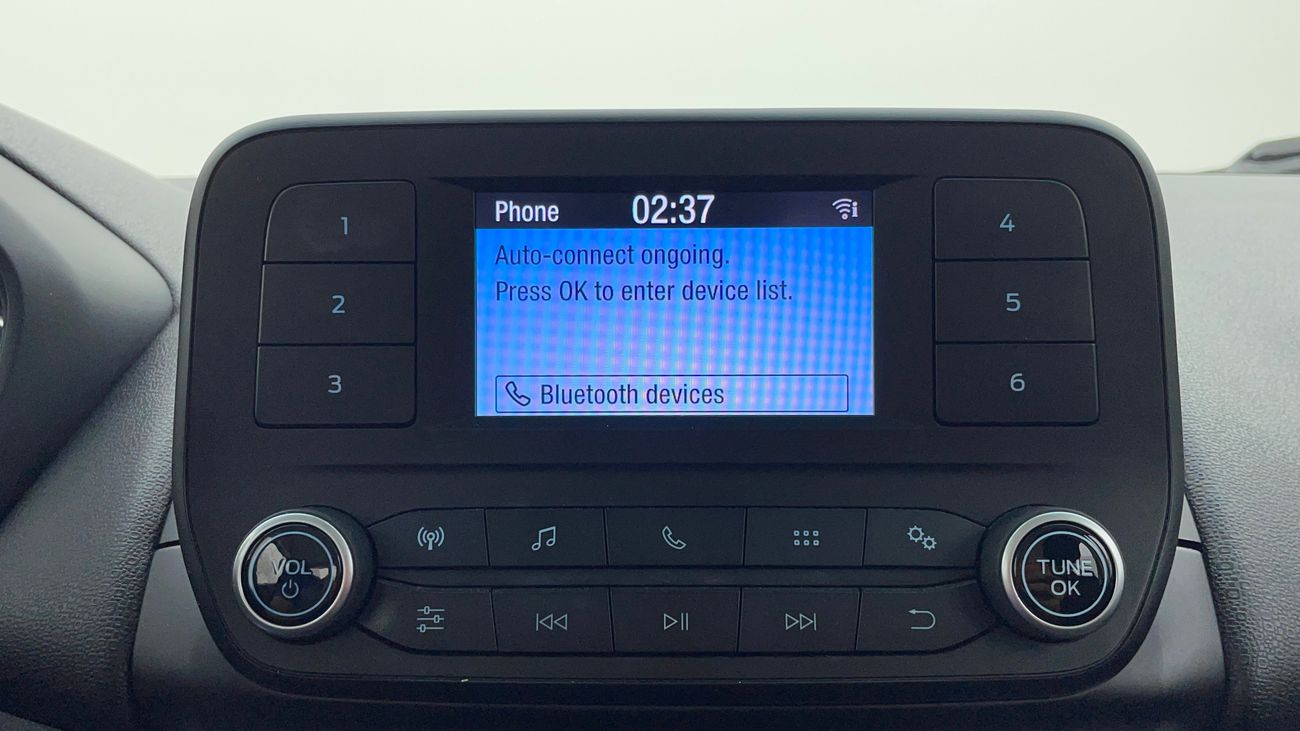 Phone 02:37 i
Auto-connect ongoing.
Press OK to enter device list.
Bluetooth devices
1
2
3
4
5
6
VOL
TUNE
OK